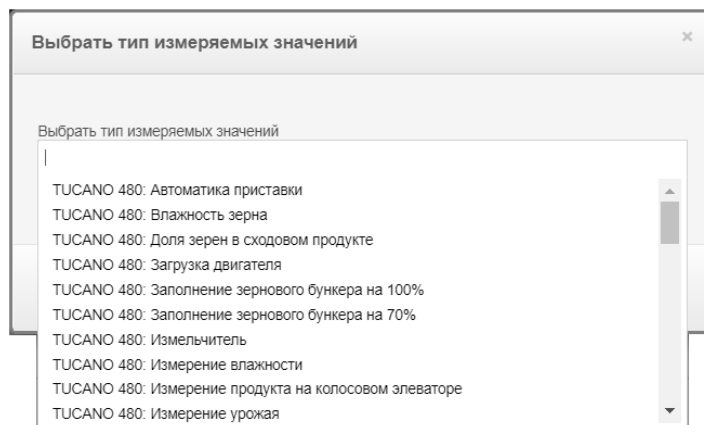 Выбрать тип измеряемых значений
×
Выбрать тип измеряемых значений
TUCANO 480: Автоматика приставки
TUCANO 480: Влажность зерна
TUCANO 480: Доля зерен в сходовом продукте
TUCANO 480: Загрузка двигателя
TUCANO 480: Заполнение зернового бункера на 100%
TUCANO 480: Заполнение зернового бункера на 70%
TUCANO 480: Измельчитель
TUCANO 480: Измерение влажности
TUCANO 480: Измерение продукта на колосовом элеваторе
TUCANO 480: Измерение урожая